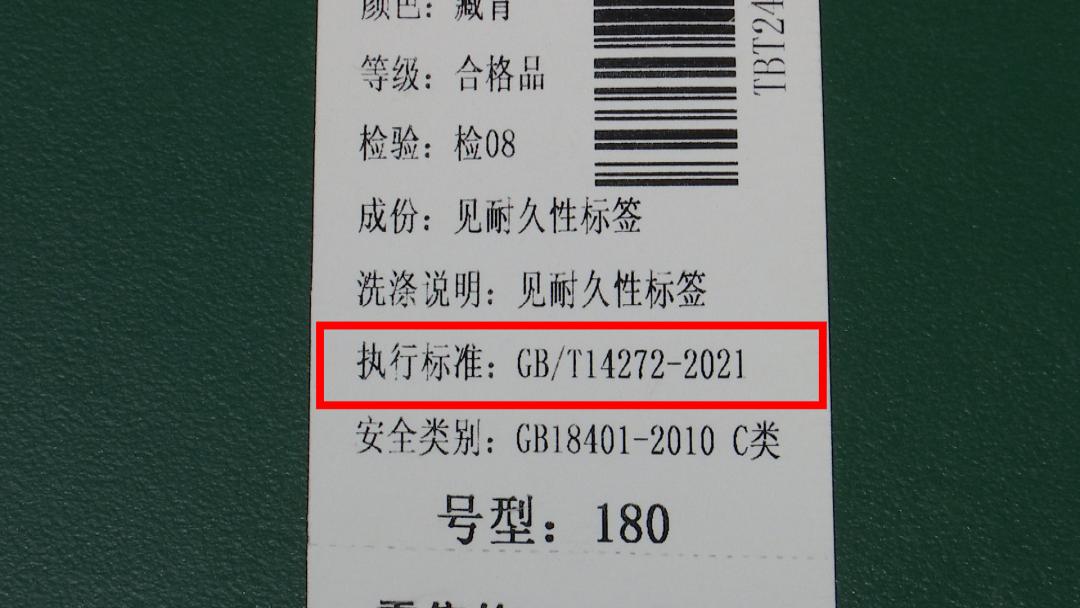 颜色：藏青
等级：合格品
检验：检08
成份：见耐久性标签
洗涤说明：见耐久性标签
执行标准：GB/T14272-2021
安全类别：GB18401-2010 C类
号型：180
TBT24